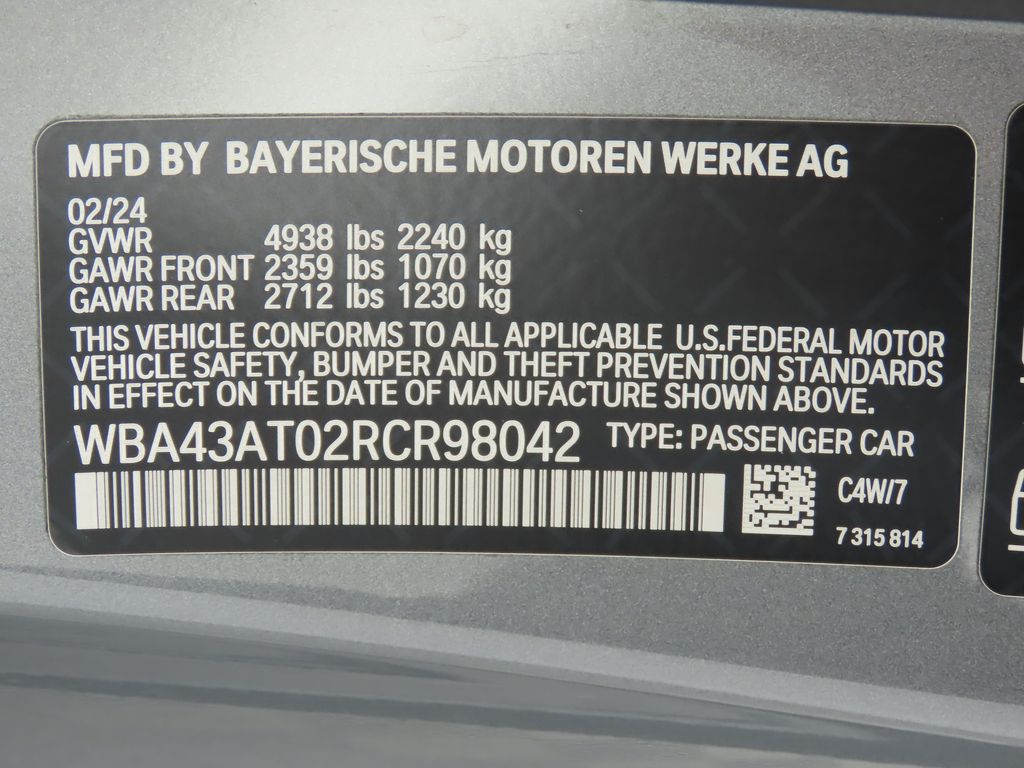 MFD BY BAYERISCHE MOTOREN WERKE AG
02/24
GVWR 4938 lbs 2240 kg
GAWR FRONT 2359 lbs 1070 kg
GAWR REAR 2712 lbs 1230 kg
THIS VEHICLE CONFORMS TO ALL APPLICABLE U.S.FEDERAL MOTOR
VEHICLE SAFETY, BUMPER AND THEFT PREVENTION STANDARDS
IN EFFECT ON THE DATE OF MANUFACTURE SHOWN ABOVE.
WBA43AT02RCR98042 TYPE: PASSENGER CAR
C4W/7
7 315 814